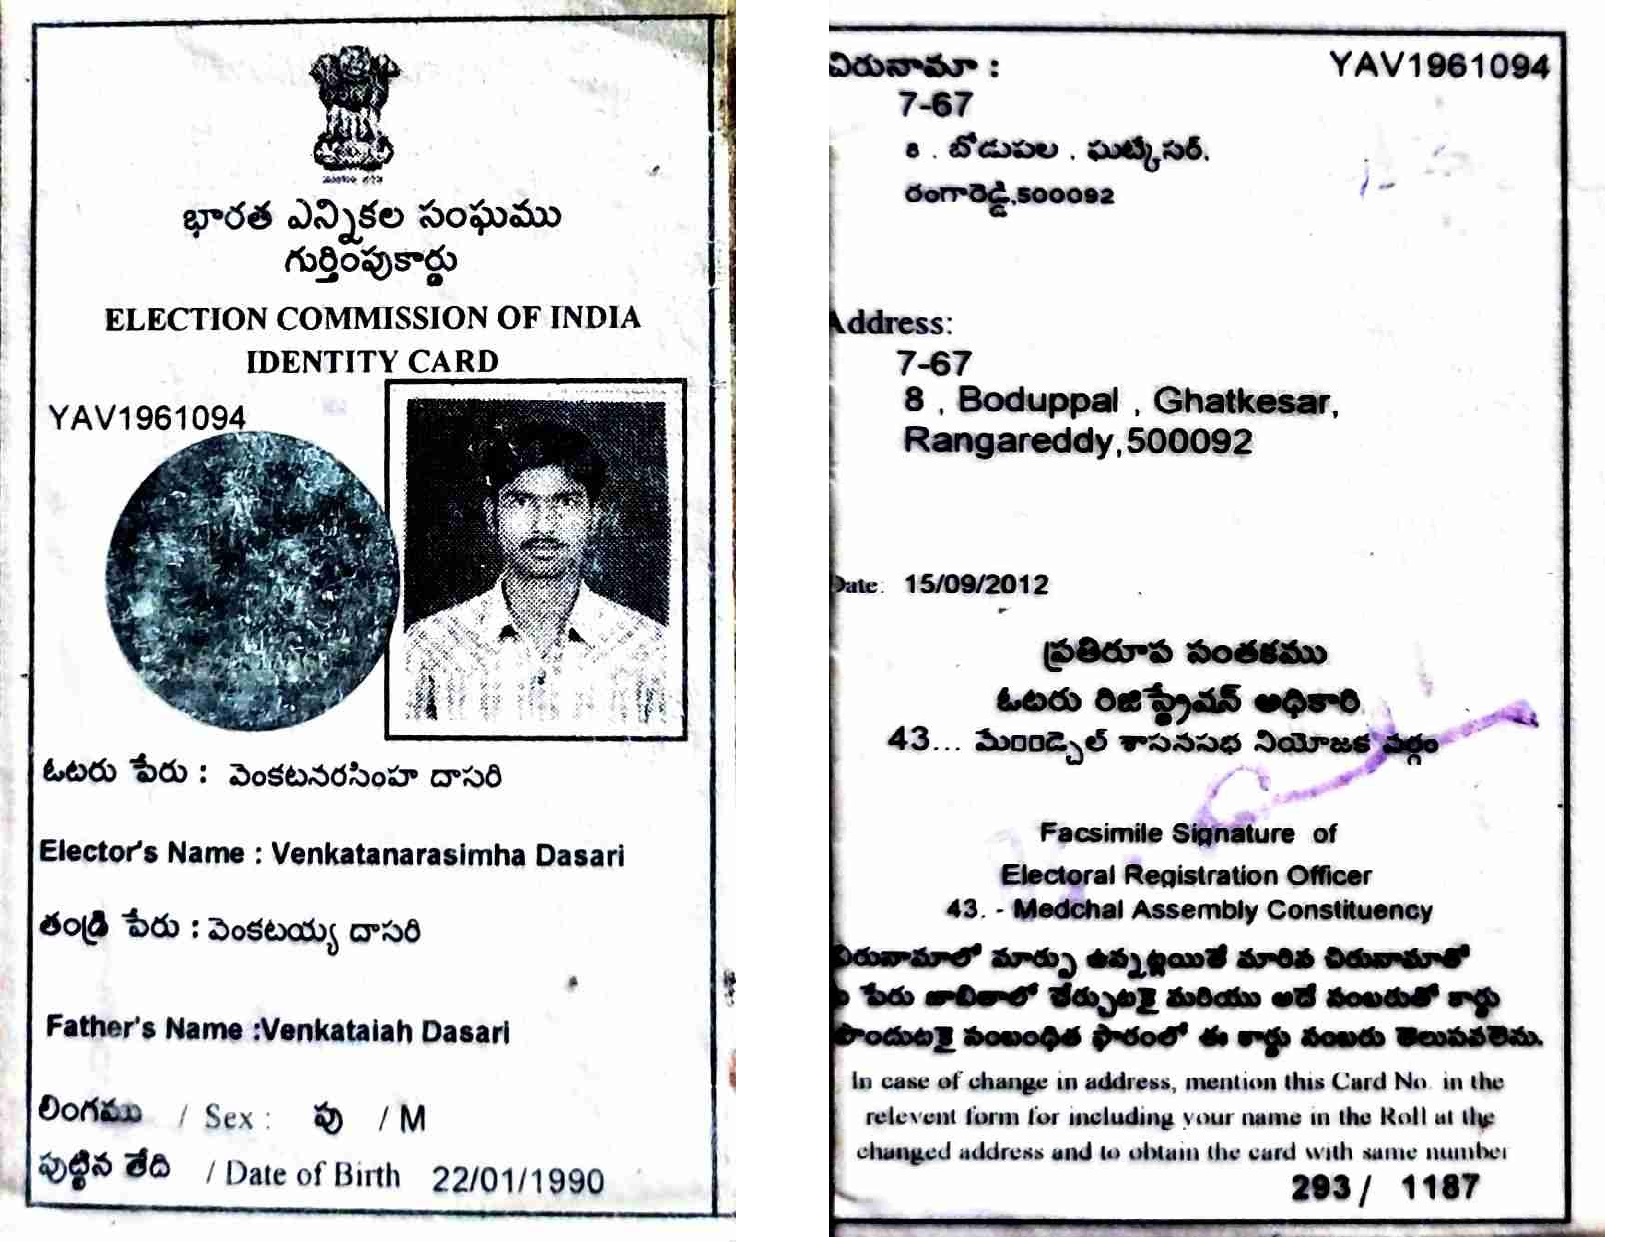 భారత ఎన్నికల సంఘము
గుర్తింపుకార్డు
ELECTION COMMISSION OF INDIA
IDENTITY CARD
YAV1961094
ఓటరు పేరు : వెంకటనరసింహ దాసరి
Elector's Name : Venkatanarasimha Dasari
తండ్రి పేరు : వెంకటయ్య దాసరి
Father's Name :Venkataiah Dasari
లింగము / Sex : పు / M
పుట్టిన తేది / Date of Birth 22/01/1990
చిరునామా : YAV1961094
7-67
8 . బోడుపల . ఘట్కేసర్.
రంగారెడ్డి,500092
Address:
7-67
8 , Boduppal , Ghatkesar,
Rangareddy,500092
Date: 15/09/2012
ప్రతిరూప సంతకము
ఓటరు రిజిస్ట్రేషన్ అధికారి
43... శాసనసభ నియోజక వర్గం
Facsimile Signature of
Electoral Registration Officer
43. - Medchal Assembly Constituency
చిరునామాలో మార్పు ఉన్నట్లయితే మారిన చిరునామాతో
పేరు జాబితాలో చేర్చుటకై మరియు అదే నంబరుతో కార్డు
పొందుటకై సంబంధిత ఫారంలో ఈ కార్డు నంబరు తెలుపవలెను.
In case of change in address, mention this Card No. in the
relevent form for including your name in the Roll at the
changed address and to obtain the card with same number
293 / 1187